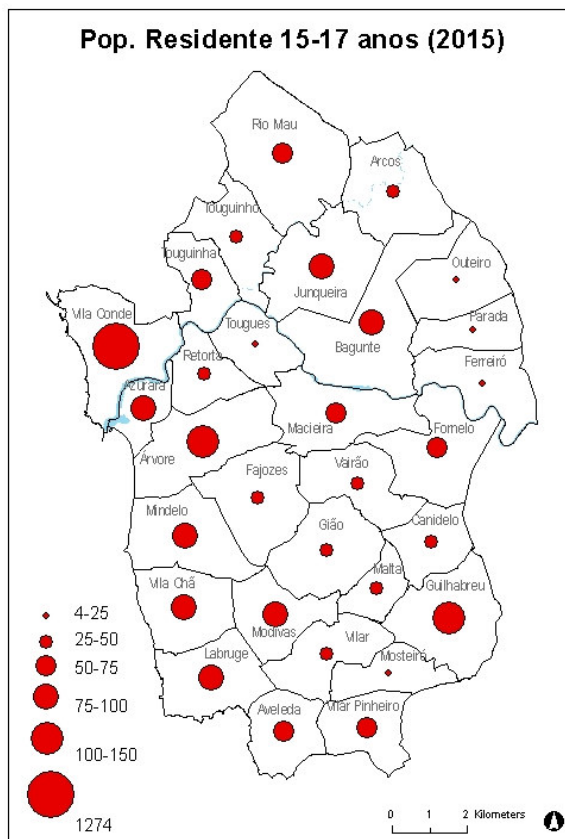 Pop. Residente 15-17 anos (2015)
Rio Mau
Arcos
Touguinhó
Touguinha
Junqueira
Outeiro
Vila Conde
Parada
Tougues
Bagunte
Retorta
Ferreiró
Azurara
Macieira
Fornelo
Árvore
Fajozes
Vairão
Mindelo
Gião
Canidelo
Malta
Guilhabreu
Vila Chã
Modivas
Vilar
Labruge
Mosteiró
Aveleda
Vilar Pinheiro
4-25
25-50
50-75
75-100
100-150
1274
0 1 2 Kilometers